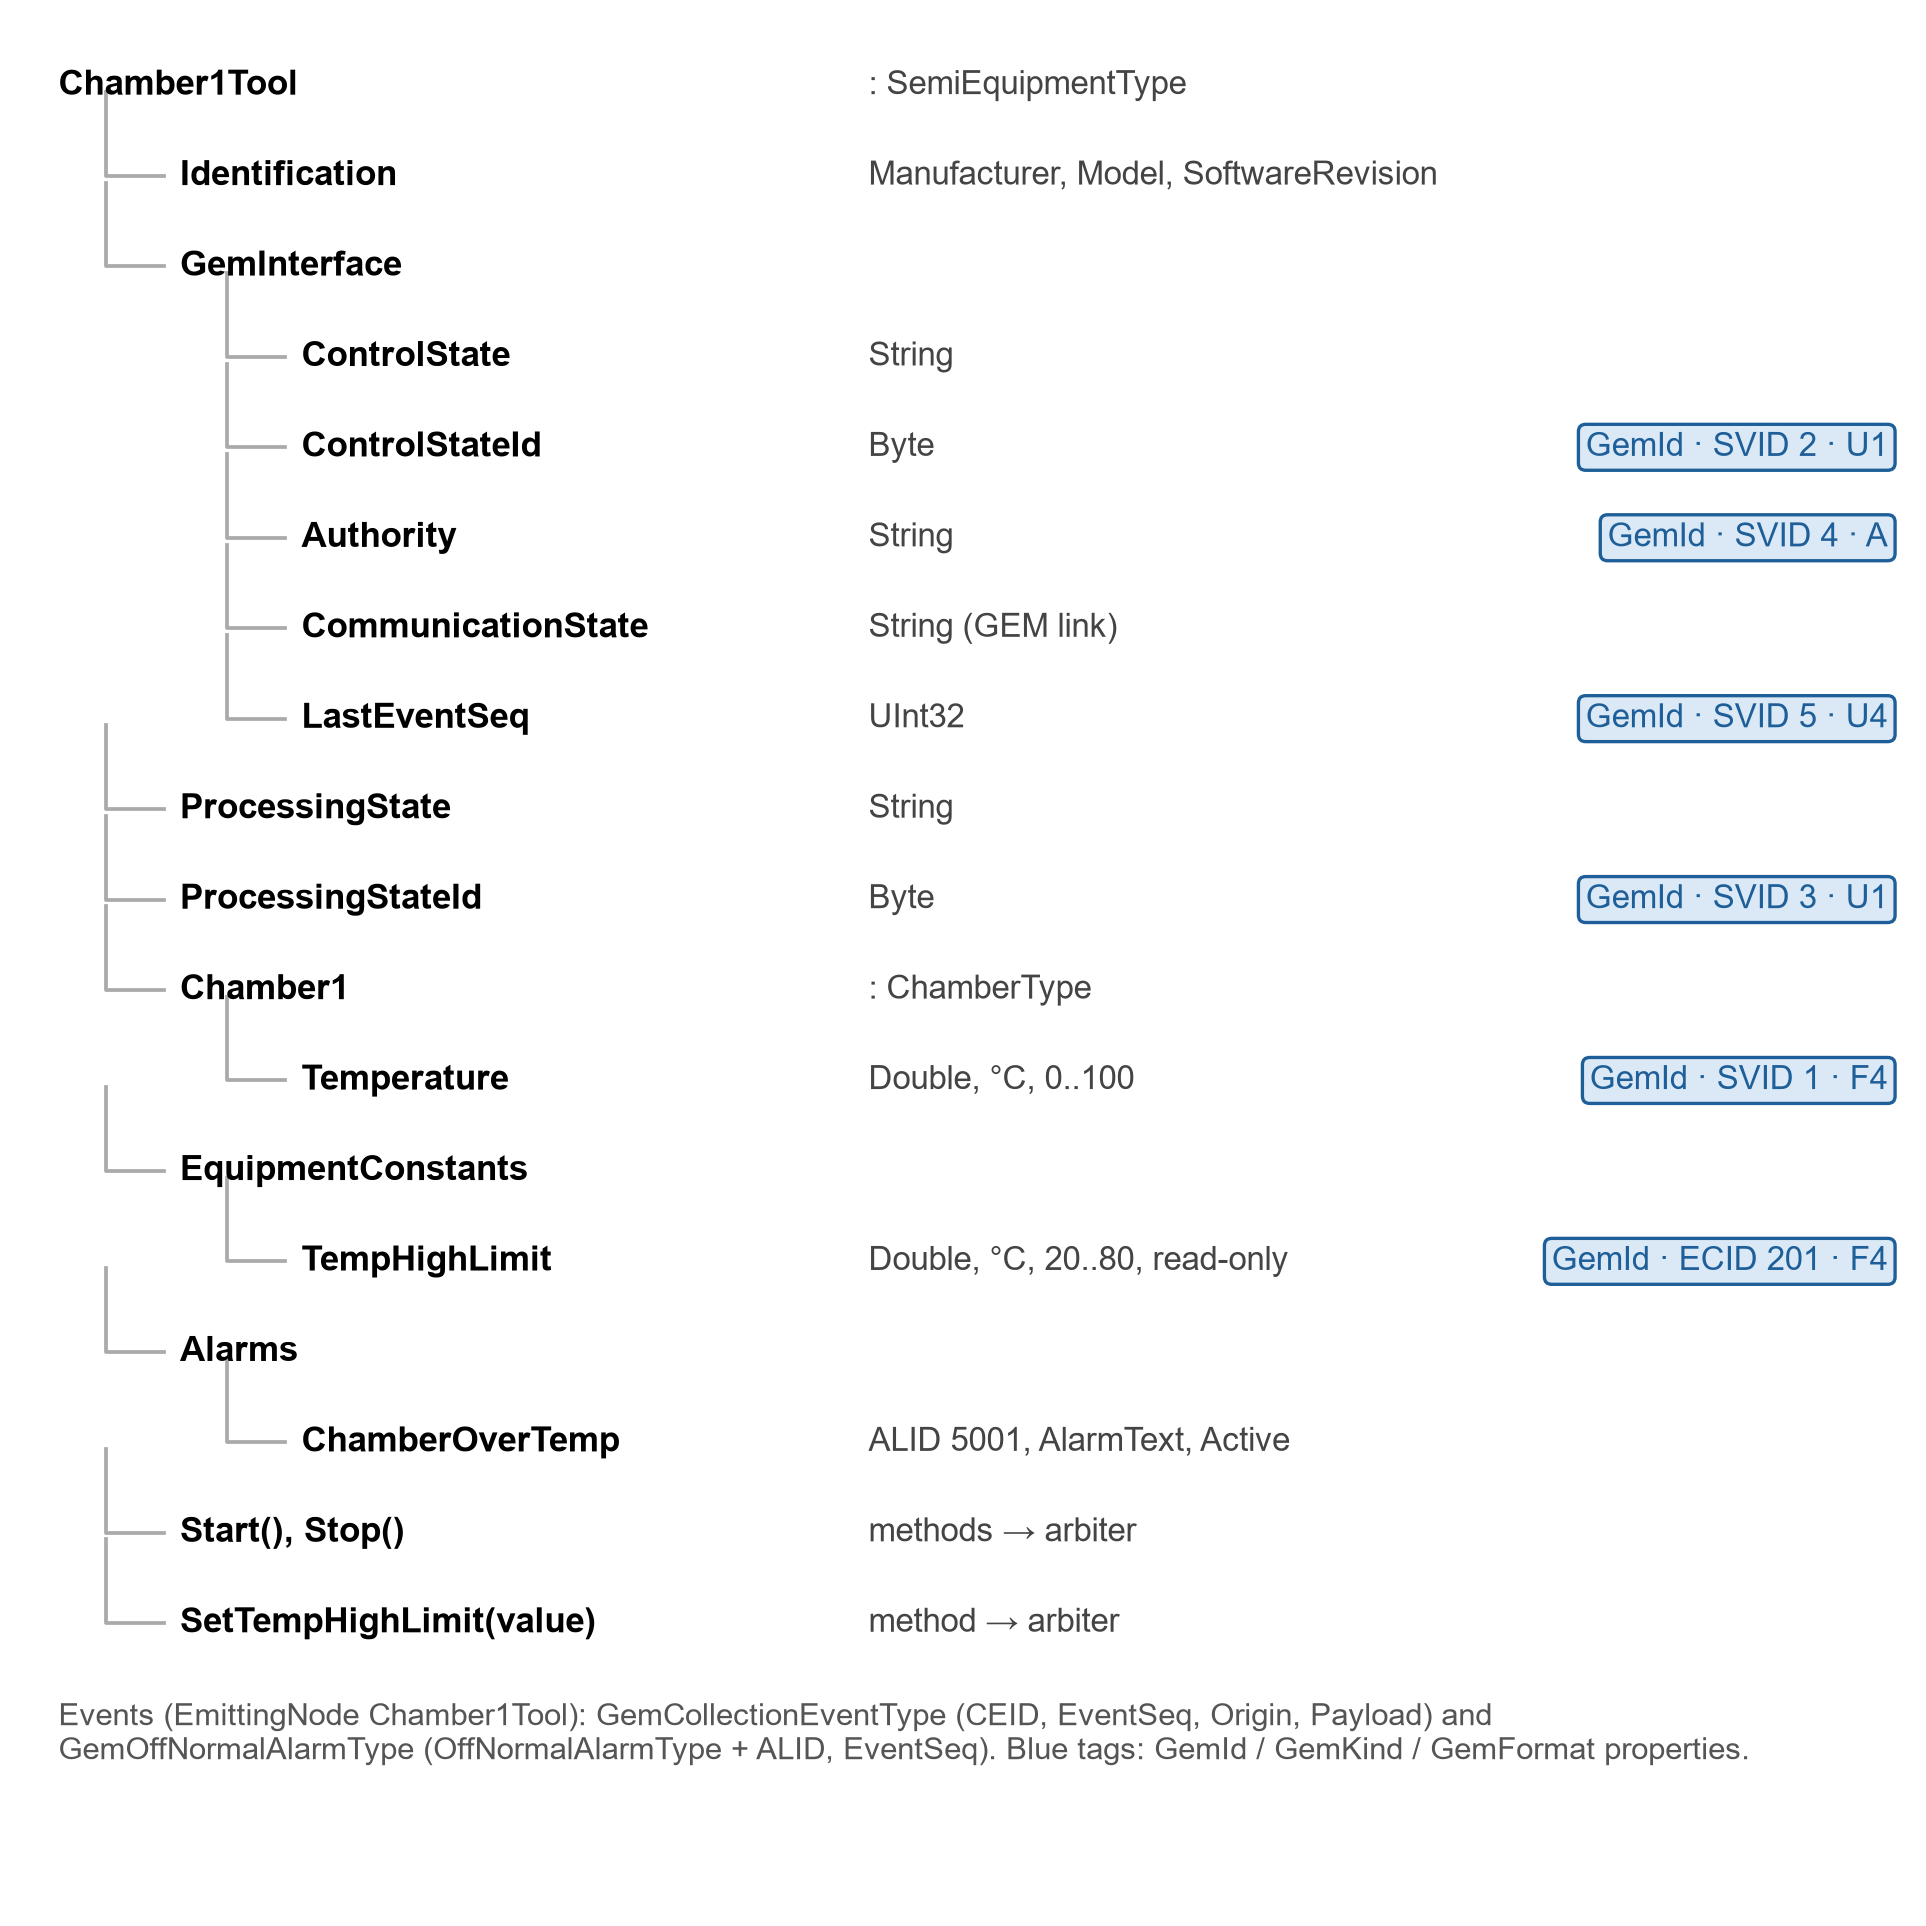 Chamber1Tool : SemiEquipmentType
Identification Manufacturer, Model, SoftwareRevision
GemInterface
ControlState String
ControlStateId Byte GemId · SVID 2 · U1
Authority String GemId · SVID 4 · A
CommunicationState String (GEM link)
LastEventSeq UInt32 GemId · SVID 5 · U4
ProcessingState String
ProcessingStateId Byte GemId · SVID 3 · U1
Chamber1 : ChamberType
Temperature Double, °C, 0..100 GemId · SVID 1 · F4
EquipmentConstants
TempHighLimit Double, °C, 20..80, read-only GemId · ECID 201 · F4
Alarms
ChamberOverTemp ALID 5001, AlarmText, Active
Start(), Stop() methods → arbiter
SetTempHighLimit(value) method → arbiter
Events (EmittingNode Chamber1Tool): GemCollectionEventType (CEID, EventSeq, Origin, Payload) and
GemOffNormalAlarmType (OffNormalAlarmType + ALID, EventSeq). Blue tags: GemId / GemKind / GemFormat properties.